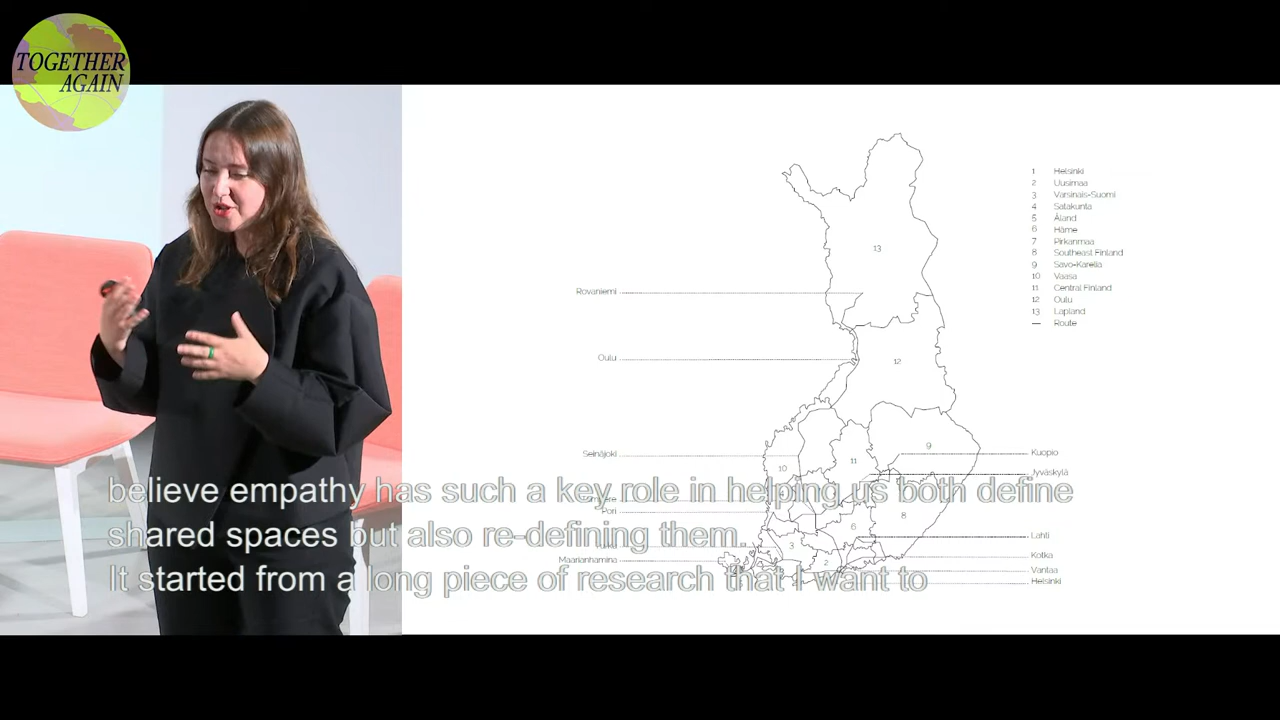 TOGETHER
AGAIN
1 Helsinki
2 Uusimaa
3 Varsinais-Suomi
4 Satakunta
5 Åland
6 Häme
7 Pirkanmaa
8 Southeast Finland
9 Savo-Karelia
10 Vaasa
11 Central Finland
12 Oulu
13 Lapland
Route
13
Rovaniemi
Oulu
12
9
Seinäjoki
Kuopio
10
11
Jyväskylä
believe empathy has such a key role in helping us both define
Pori
8
6
shared spaces but also re-defining them.
Lahti
3
Kotka
Maarianhamina
2
Vantaa
It started from a long piece of research that I want to
Helsinki